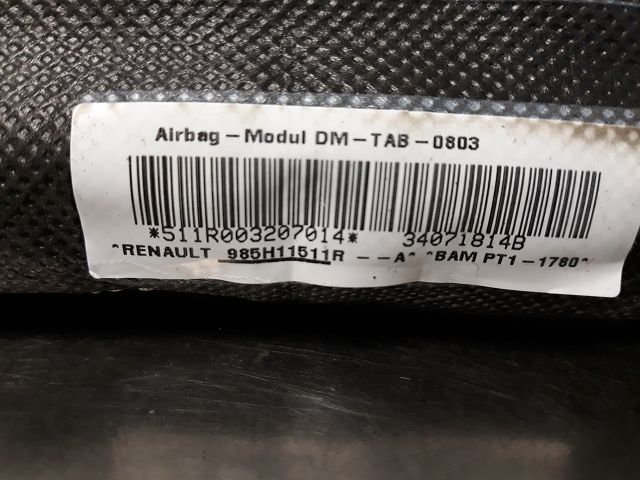 Airbag-Modul DM-TAB-0803
*511R003207014* 34071814B
*RENAULT 985H11511R --A* *BAM PT1-1780*